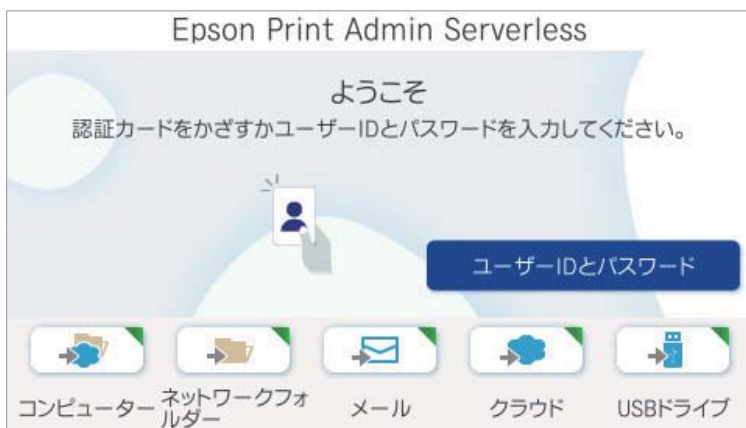 Epson Print Admin Serverless
ようこそ
認証カードをかざすかユーザーIDとパスワードを入力してください。
ユーザーIDとパスワード
コンピューター
ネットワークフォ
ルダー
メール
クラウド
USBドライブ